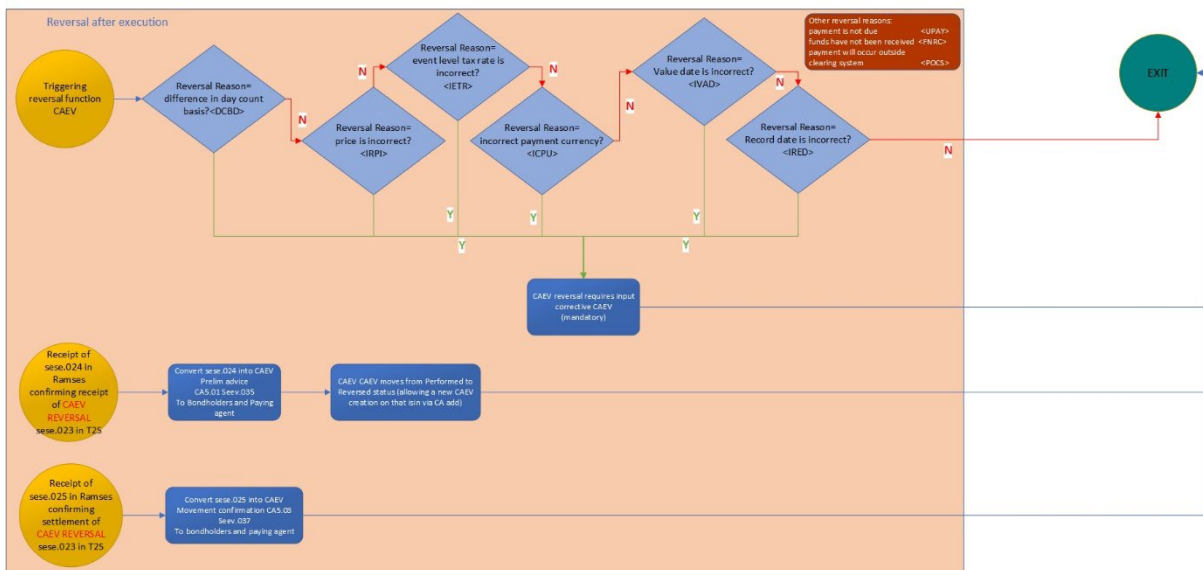 Reversal after execution
Other reversal reasons:
payment is not due <UPAY>
funds have not been received <FNRC>
payment will occur outside
clearing system <POCS>
Triggering
reversal function
CAEV
Reversal Reason=
difference in day count
basis?<DCBD>
N
Reversal Reason=
price is incorrect?
<IRPI>
N
Reversal Reason=
event level tax rate is
incorrect?
<IETR>
N
Reversal Reason=
incorrect payment currency?
<ICPU>
N
Reversal Reason=
Value date is incorrect?
<IVAD>
N
Reversal Reason=
Record date is incorrect?
<IRED>
N
EXIT
Y
Y
Y
Y
Y
CAEV reversal requires input
corrective CAEV
(mandatory)
Receipt of
sese.024 in
Ramses
confirming receipt
of CAEV
REVERSAL
sese.023 in T2S
Convert sese.024 into CAEV
Prelim advice
CA5.01 Seev.035
To Bondholders and Paying
agent
CAEV CAEV moves from Performed to
Reversed status (allowing a new CAEV
creation on that isin via CA add)
Receipt of
sese.025 in Ramses
confirming
settlement of
CAEV REVERSAL
sese.023 in T2S
Convert sese.025 into CAEV
Movement confirmation CA5.03
Seev.037
To bondholders and paying agent